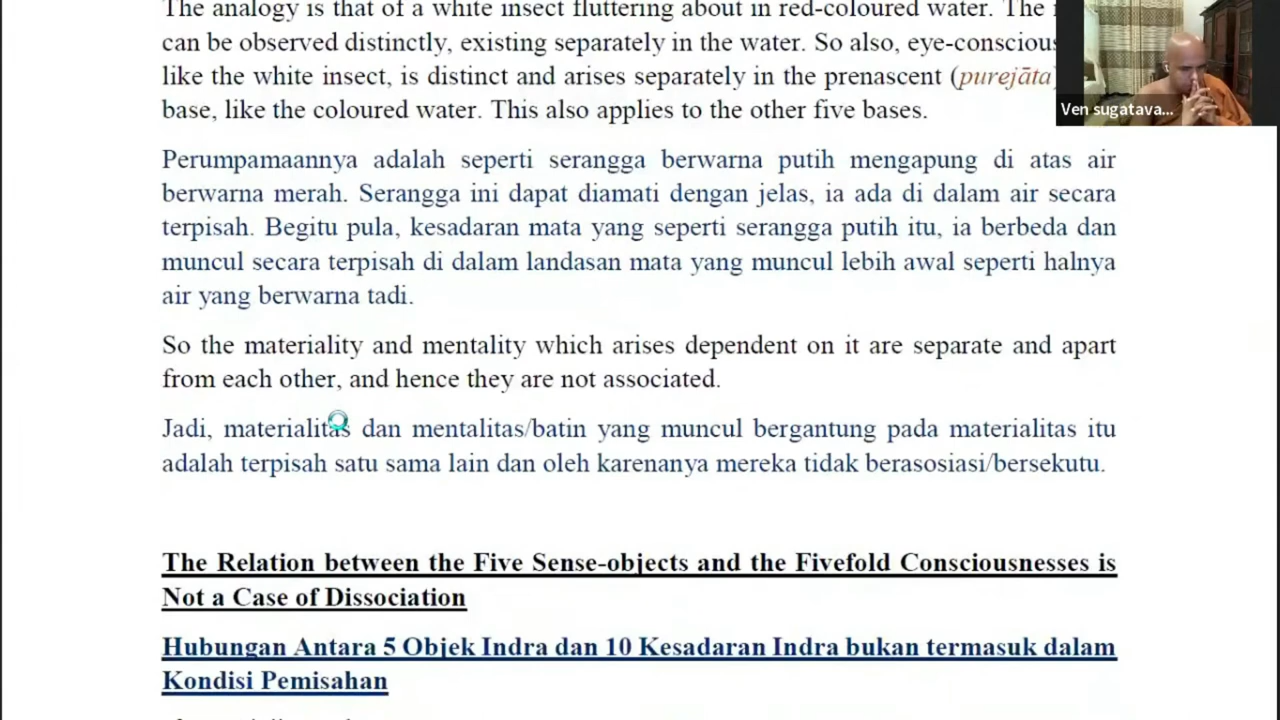 The analogy is that of a white insect fluttering about in red-coloured water. The
can be observed distinctly, existing separately in the water. So also, eye-conscious
like the white insect, is distinct and arises separately in the prenascent (purejāta
base, like the coloured water. This also applies to the other five bases.
Ven sugatava...
Perumpamaannya adalah seperti serangga berwarna putih mengapung di atas air
berwarna merah. Serangga ini dapat diamati dengan jelas, ia ada di dalam air secara
terpisah. Begitu pula, kesadaran mata yang seperti serangga putih itu, ia berbeda dan
muncul secara terpisah di dalam landasan mata yang muncul lebih awal seperti halnya
air yang berwarna tadi.
So the materiality and mentality which arises dependent on it are separate and apart
from each other, and hence they are not associated.
Jadi, materialitas dan mentalitas/batin yang muncul bergantung pada materialitas itu
adalah terpisah satu sama lain dan oleh karenanya mereka tidak berasosiasi/bersekutu.
The Relation between the Five Sense-objects and the Fivefold Consciousnesses is
Not a Case of Dissociation
Hubungan Antara 5 Objek Indra dan 10 Kesadaran Indra bukan termasuk dalam
Kondisi Pemisahan